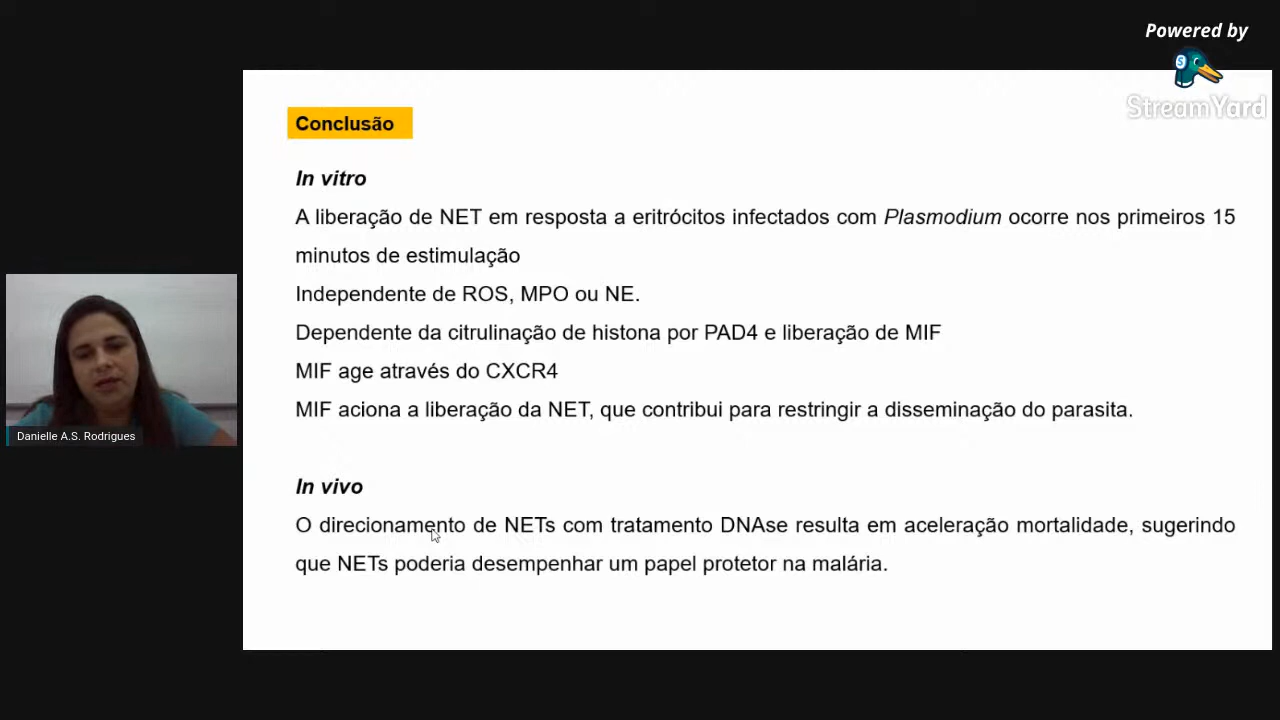 Powered by
StreamYard
Conclusão
In vitro
A liberação de NET em resposta a eritrócitos infectados com Plasmodium ocorre nos primeiros 15
minutos de estimulação
Independente de ROS, MPO ou NE.
Dependente da citrulinação de histona por PAD4 e liberação de MIF
MIF age através do CXCR4
MIF aciona a liberação da NET, que contribui para restringir a disseminação do parasita.
Danielle A.S. Rodrigues
In vivo
O direcionamento de NETs com tratamento DNAse resulta em aceleração mortalidade, sugerindo
que NETs poderia desempenhar um papel protetor na malária.